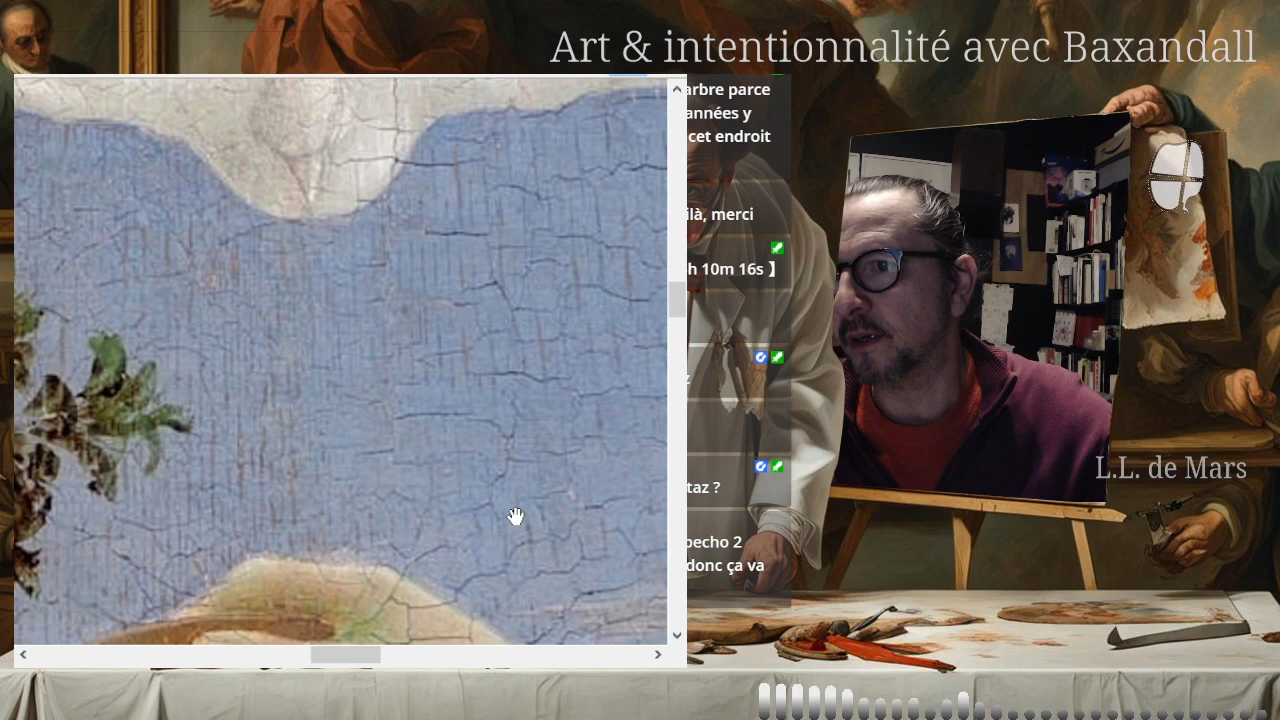 Art & intentionnalité avec Baxandall
arbre parce
années y
cet endroit
ilà, merci
h 10m 16s 】
z
taz ?
pecho 2
donc ça va
L.L. de Mars